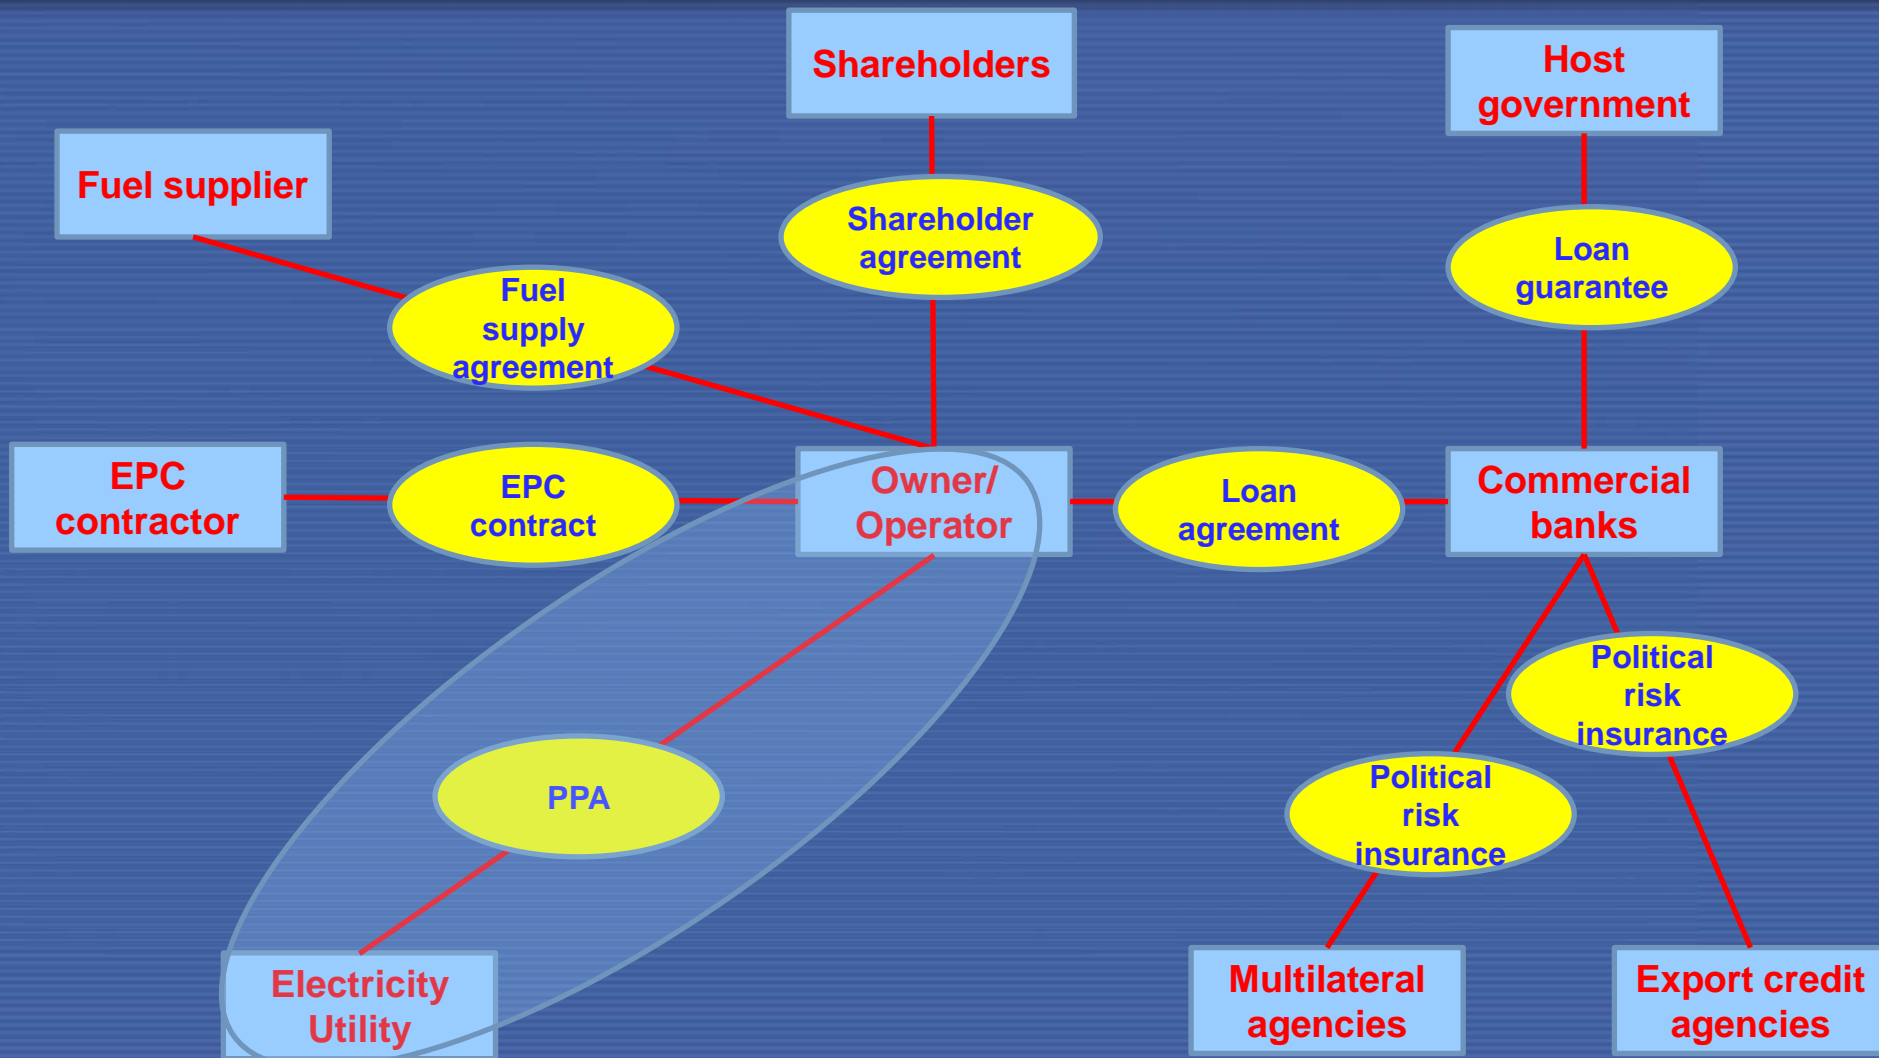 Shareholders
Host
government
Fuel supplier
Shareholder
agreement
Loan
guarantee
Fuel
supply
agreement
EPC
contractor
EPC
contract
Owner/
Operator
Loan
agreement
Commercial
banks
Political
risk
insurance
PPA
Political
risk
insurance
Electricity
Utility
Multilateral
agencies
Export credit
agencies